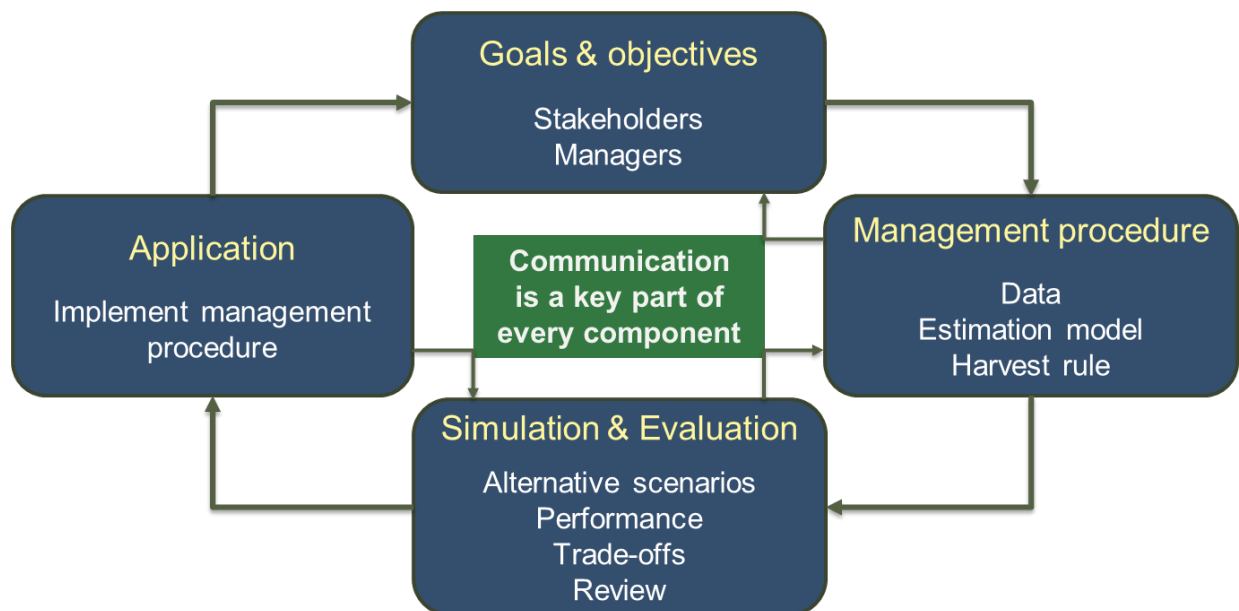 Goals & objectives
Stakeholders
Managers
Application
Implement management
procedure
Communication
is a key part of
every component
Management procedure
Data
Estimation model
Harvest rule
Simulation & Evaluation
Alternative scenarios
Performance
Trade-offs
Review